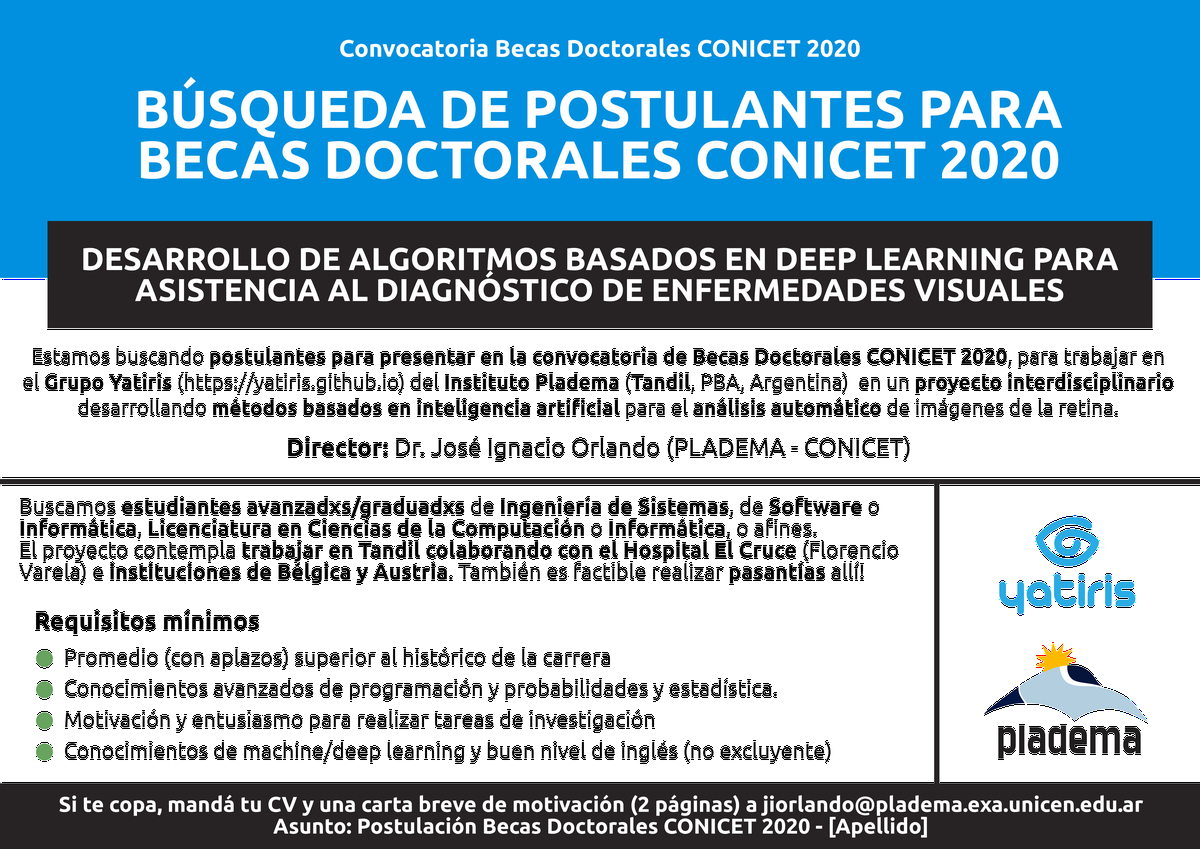 Convocatoria Becas Doctorales CONICET 2020
BÚSQUEDA DE POSTULANTES PARA
BECAS DOCTORALES CONICET 2020
DESARROLLO DE ALGORITMOS BASADOS EN DEEP LEARNING PARA
ASISTENCIA AL DIAGNÓSTICO DE ENFERMEDADES VISUALES
Estamos buscando postulantes para presentar en la convocatoria de Becas Doctorales CONICET 2020, para trabajar en
el Grupo Yatiris (https://yatiris.github.io) del Instituto Pladema (Tandil, PBA, Argentina) en un proyecto interdisciplinario
desarrollando métodos basados en inteligencia artificial para el análisis automático de imágenes de la retina.
Director: Dr. José Ignacio Orlando (PLADEMA - CONICET)
Buscamos estudiantes avanzadxs/graduadxs de Ingeniería de Sistemas, de Software o
Informática, Licenciatura en Ciencias de la Computación o Informática, o afines.
El proyecto contempla trabajar en Tandil colaborando con el Hospital El Cruce (Florencio
Varela) e instituciones de Bélgica y Austria. También es factible realizar pasantías allí!
Requisitos mínimos
Promedio (con aplazos) superior al histórico de la carrera
Conocimientos avanzados de programación y probabilidades y estadística.
Motivación y entusiasmo para realizar tareas de investigación
Conocimientos de machine/deep learning y buen nivel de inglés (no excluyente)
yatiris
pladema
Si te copa, mandá tu CV y una carta breve de motivación (2 páginas) a jiorlando@pladema.exa.unicen.edu.ar
Asunto: Postulación Becas Doctorales CONICET 2020 - [Apellido]